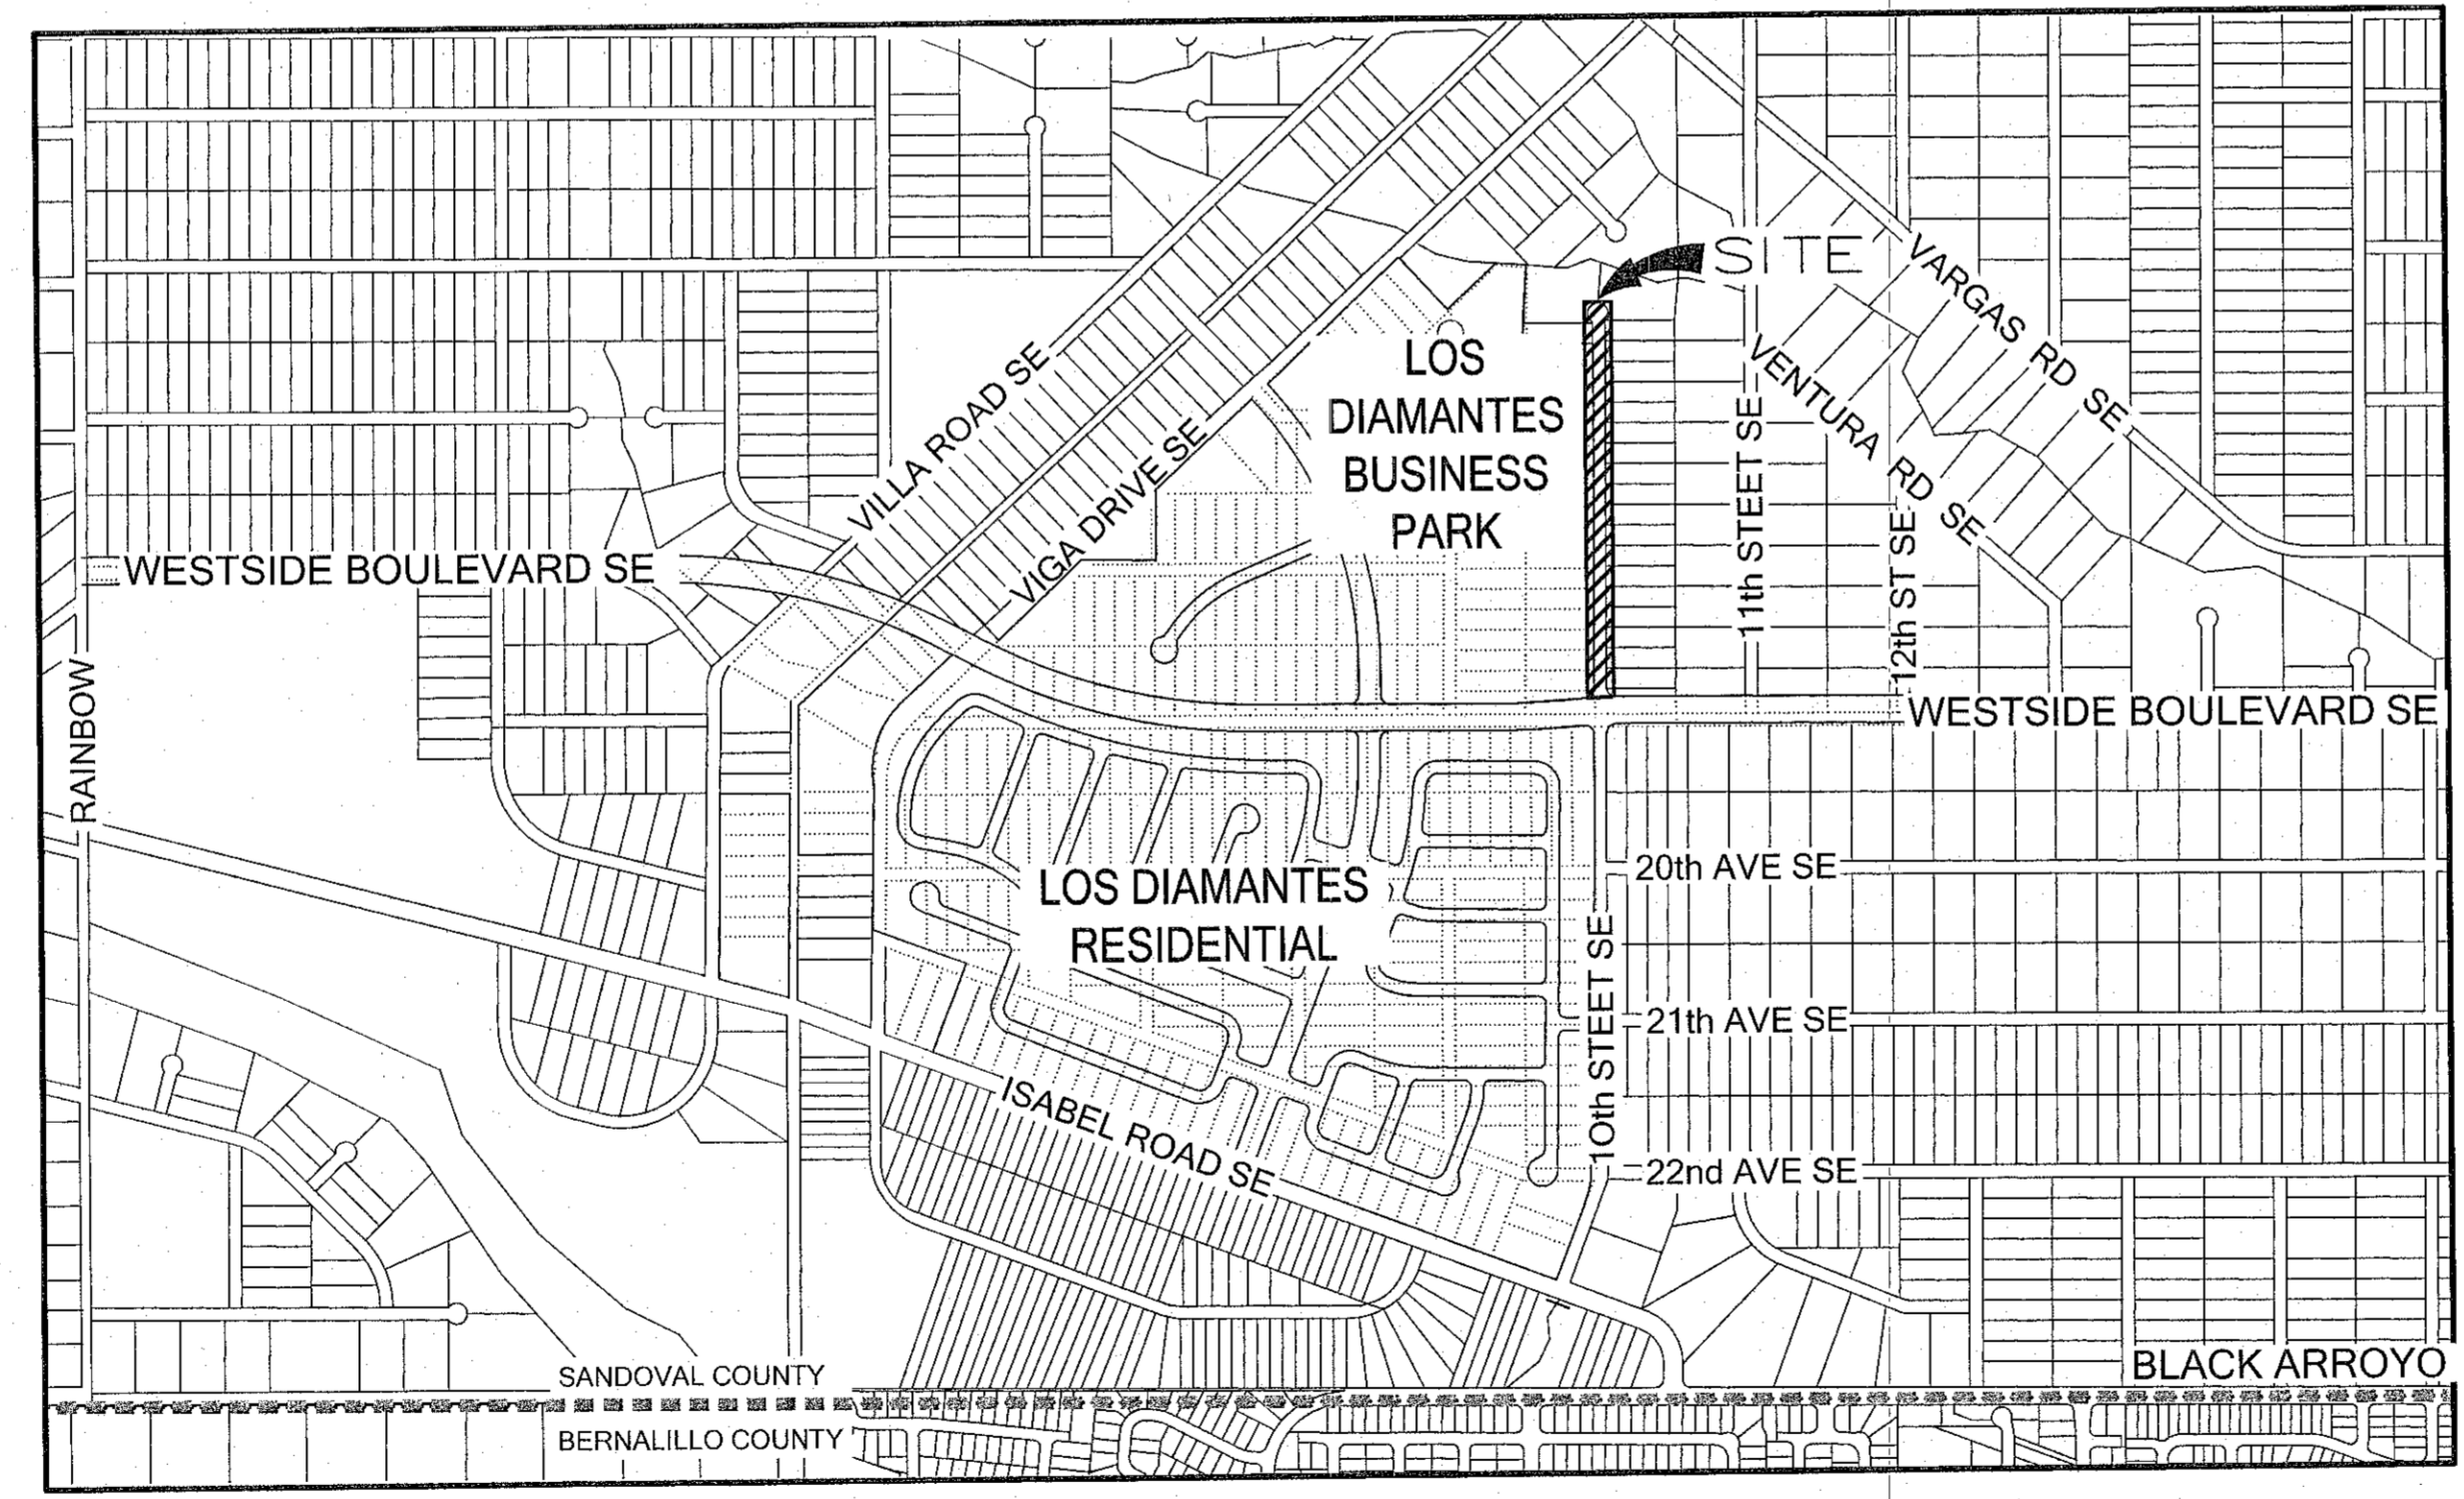 SITE
VARGAS RD SE
LOS
DIAMANTES
BUSINESS
PARK
VILLA ROAD SE
VIGA DRIVE SE
VENTURA RD SE
11th STEET SE
12th ST SE
WESTSIDE BOULEVARD SE
WESTSIDE BOULEVARD SE
RAINBOW
LOS DIAMANTES
RESIDENTIAL
20th AVE SE
10th STEET SE
21th AVE SE
ISABEL ROAD SE
22nd AVE SE
SANDOVAL COUNTY
BLACK ARROYO
BERNALILLO COUNTY